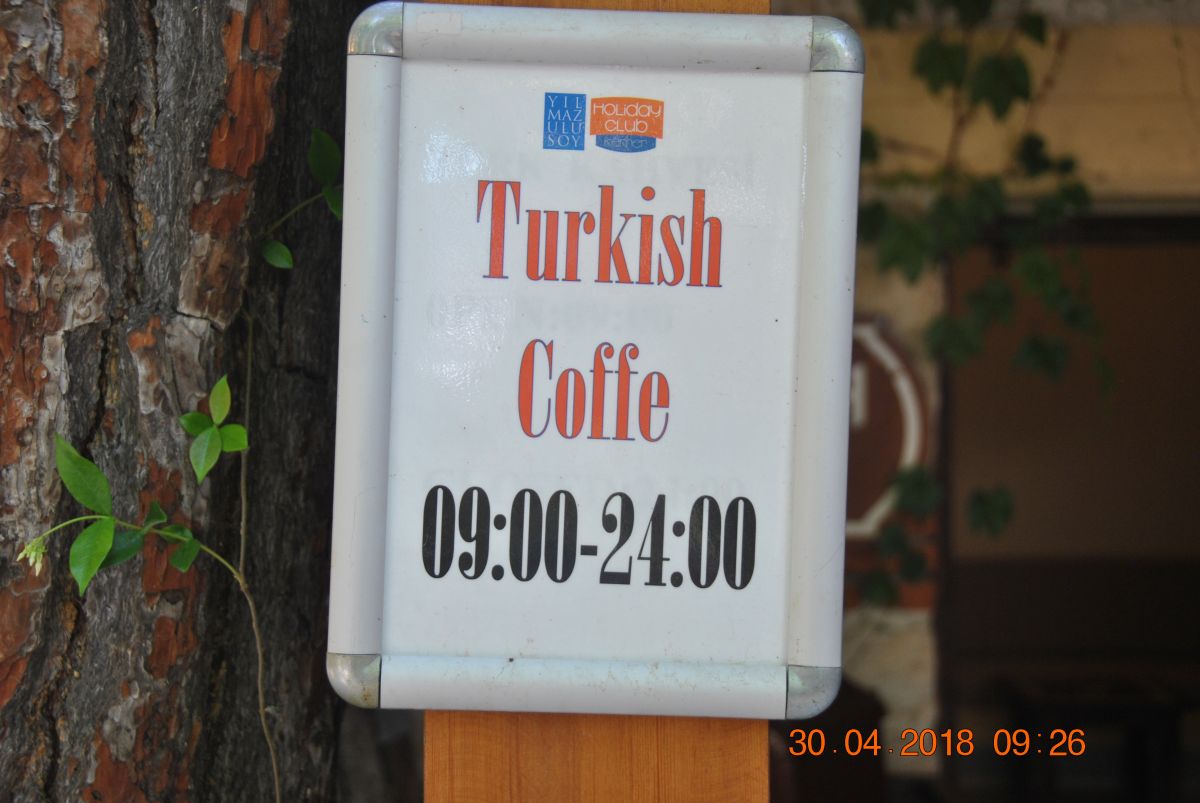 YIL
MAZ
ULU
SOY
HOLIDAY
CLUB
Turkish
Coffe
09:00-24:00
30.04.2018 09:26